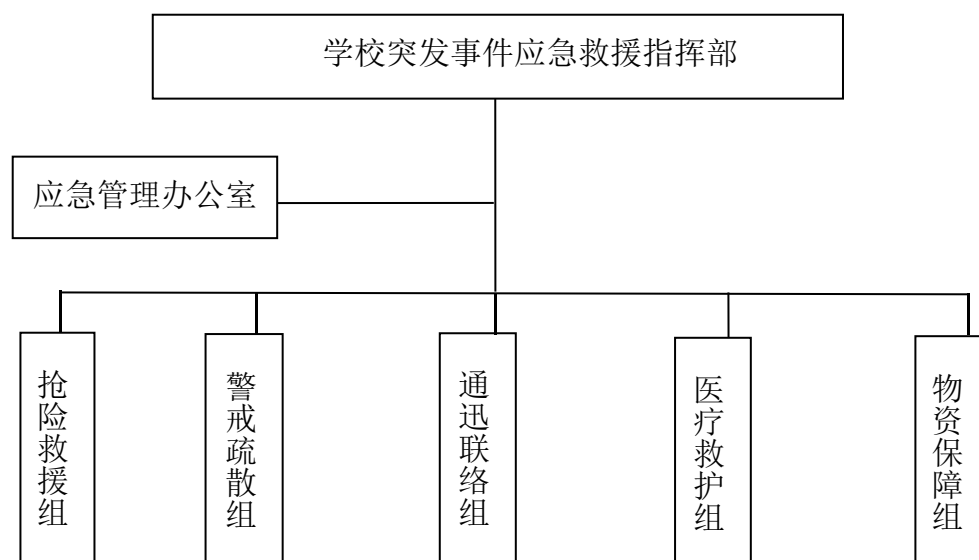 学校突发事件应急救援指挥部
应急管理办公室
抢险救援组
警戒疏散组
通迅联络组
医疗救护组
物资保障组